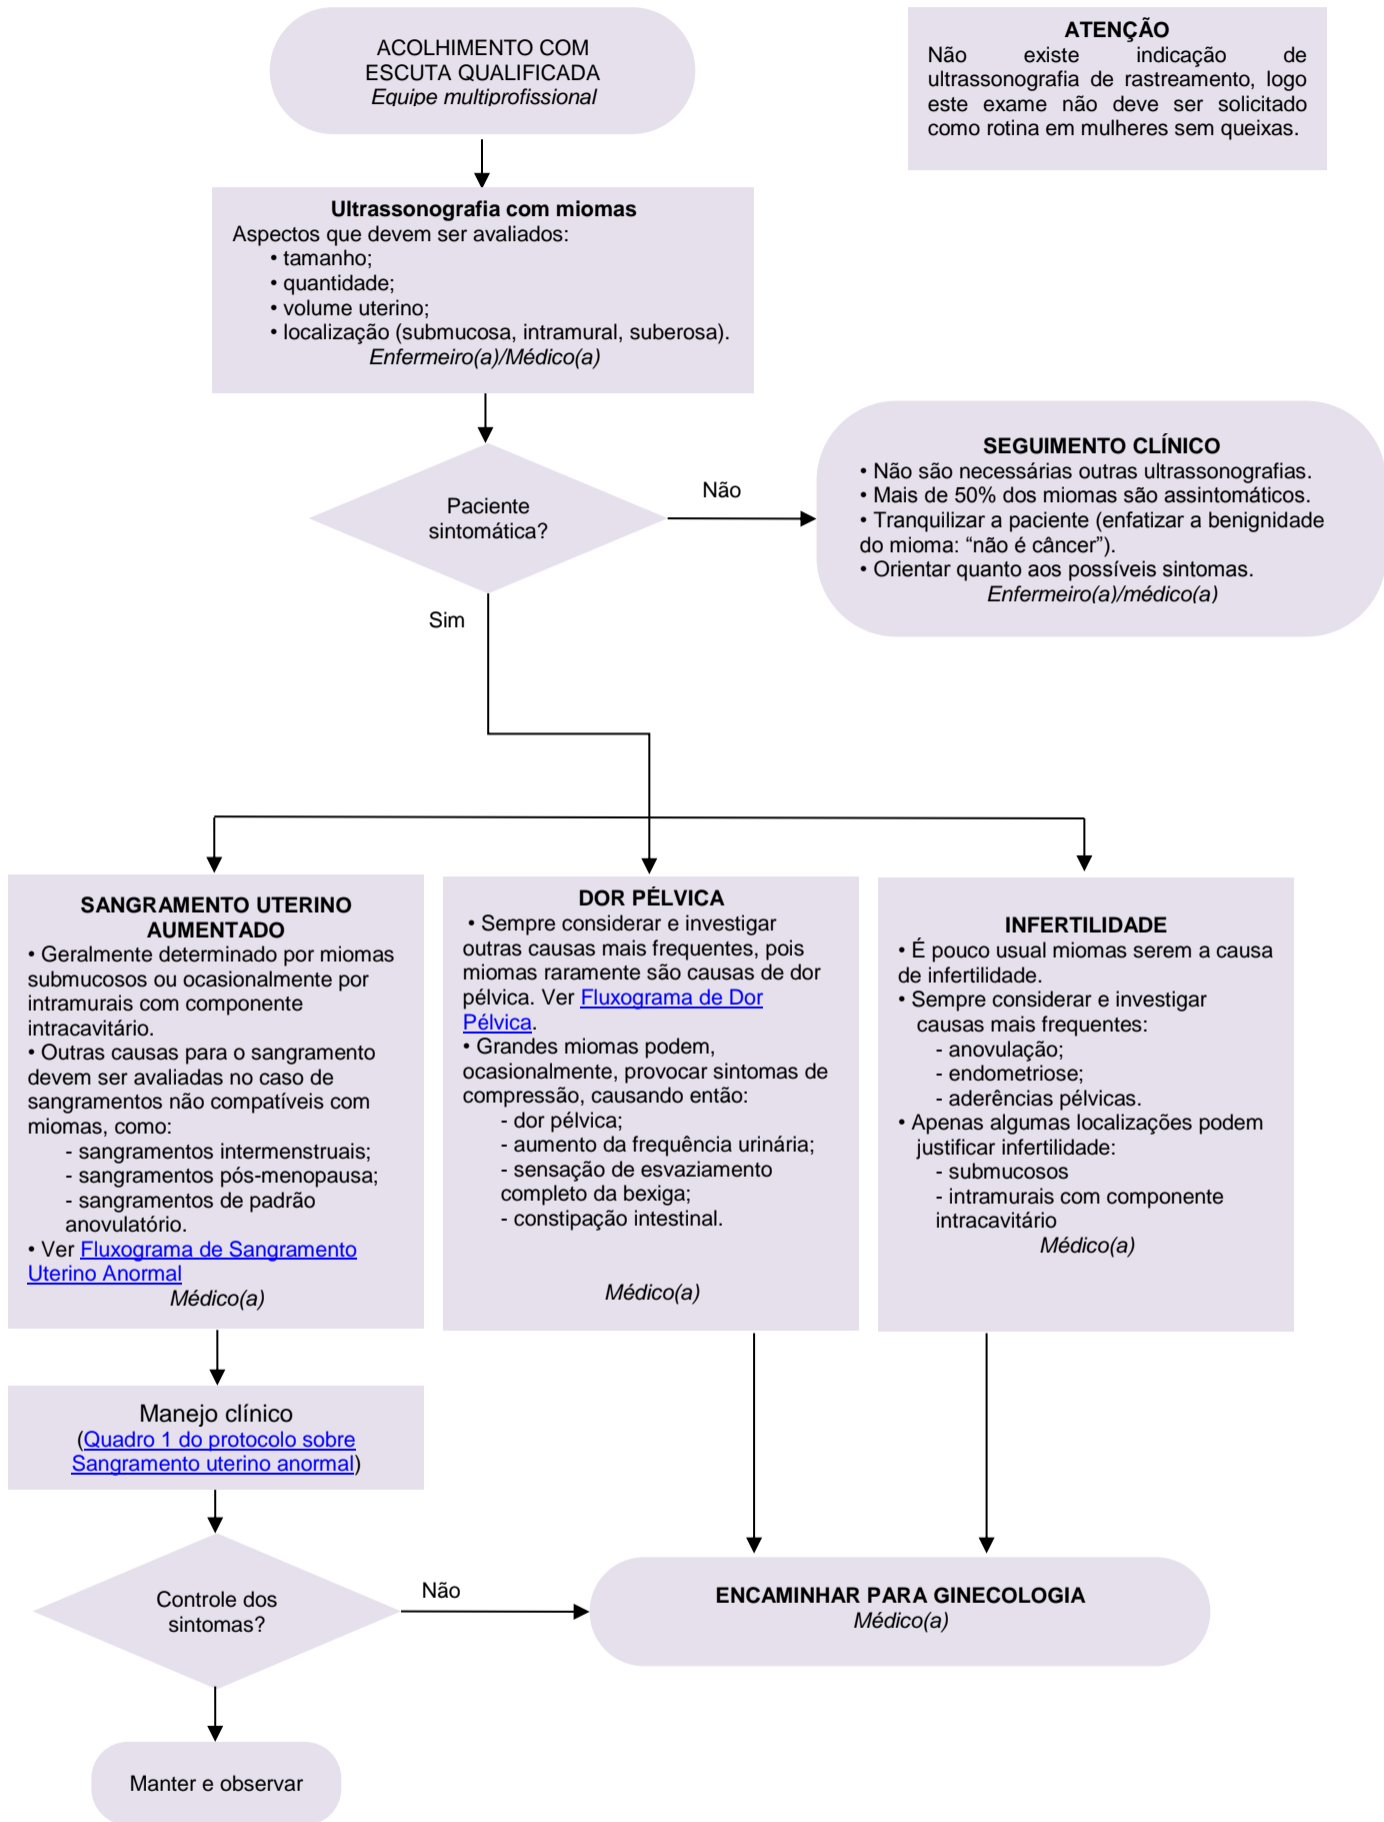 ACOLHIMENTO COM
ESCUTA QUALIFICADA
Equipe multiprofissional
ATENÇÃO
Não existe indicação de
ultrassonografia de rastreamento, logo
este exame não deve ser solicitado
como rotina em mulheres sem queixas.
Ultrassonografia com miomas
Aspectos que devem ser avaliados:
• tamanho;
• quantidade;
• volume uterino;
• localização (submucosa, intramural, suberosa).
Enfermeiro(a)/Médico(a)
Paciente
sintomática?
Não
SEGUIMENTO CLÍNICO
• Não são necessárias outras ultrassonografias.
• Mais de 50% dos miomas são assintomáticos.
• Tranquilizar a paciente (enfatizar a benignidade
do mioma: “não é câncer”).
• Orientar quanto aos possíveis sintomas.
Enfermeiro(a)/médico(a)
Sim
SANGRAMENTO UTERINO
AUMENTADO
• Geralmente determinado por miomas
submucosos ou ocasionalmente por
intramurais com componente
intracavitário.
• Outras causas para o sangramento
devem ser avaliadas no caso de
sangramentos não compatíveis com
miomas, como:
- sangramentos intermenstruais;
- sangramentos pós-menopausa;
- sangramentos de padrão
anovulatório.
• Ver Fluxograma de Sangramento
Uterino Anormal
Médico(a)
DOR PÉLVICA
• Sempre considerar e investigar
outras causas mais frequentes, pois
miomas raramente são causas de dor
pélvica. Ver Fluxograma de Dor
Pélvica.
• Grandes miomas podem,
ocasionalmente, provocar sintomas de
compressão, causando então:
- dor pélvica;
- aumento da frequência urinária;
- sensação de esvaziamento
completo da bexiga;
- constipação intestinal.
Médico(a)
INFERTILIDADE
• É pouco usual miomas serem a causa
de infertilidade.
• Sempre considerar e investigar
causas mais frequentes:
- anovulação;
- endometriose;
- aderências pélvicas.
• Apenas algumas localizações podem
justificar infertilidade:
- submucosos
- intramurais com componente
intracavitário
Médico(a)
Manejo clínico
(Quadro 1 do protocolo sobre
Sangramento uterino anormal)
Controle dos
sintomas?
Não
ENCAMINHAR PARA GINECOLOGIA
Médico(a)
Manter e observar